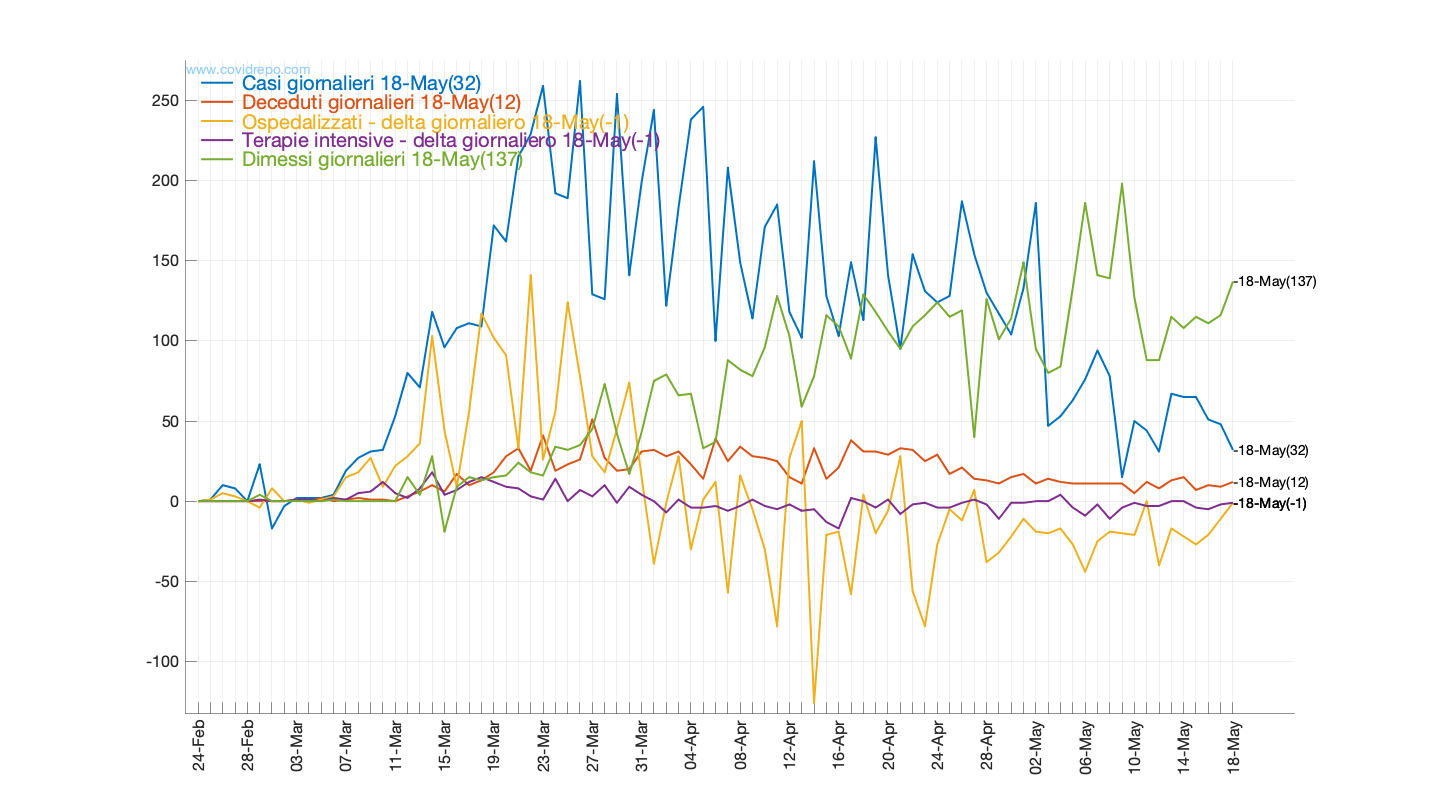 www.covidrepo.com
Casi giornalieri 18-May(32)
Deceduti giornalieri 18-May(12)
Ospedalizzati - delta giornaliero 18-May(-1)
Terapie intensive - delta giornaliero 18-May(-1)
Dimessi giornalieri 18-May(137)
250
200
150
100
50
0
-50
-100
18-May(137)
18-May(32)
18-May(12)
18-May(-1)
24-Feb
28-Feb
03-Mar
07-Mar
11-Mar
15-Mar
19-Mar
23-Mar
27-Mar
31-Mar
04-Apr
08-Apr
12-Apr
16-Apr
20-Apr
24-Apr
28-Apr
02-May
06-May
10-May
14-May
18-May